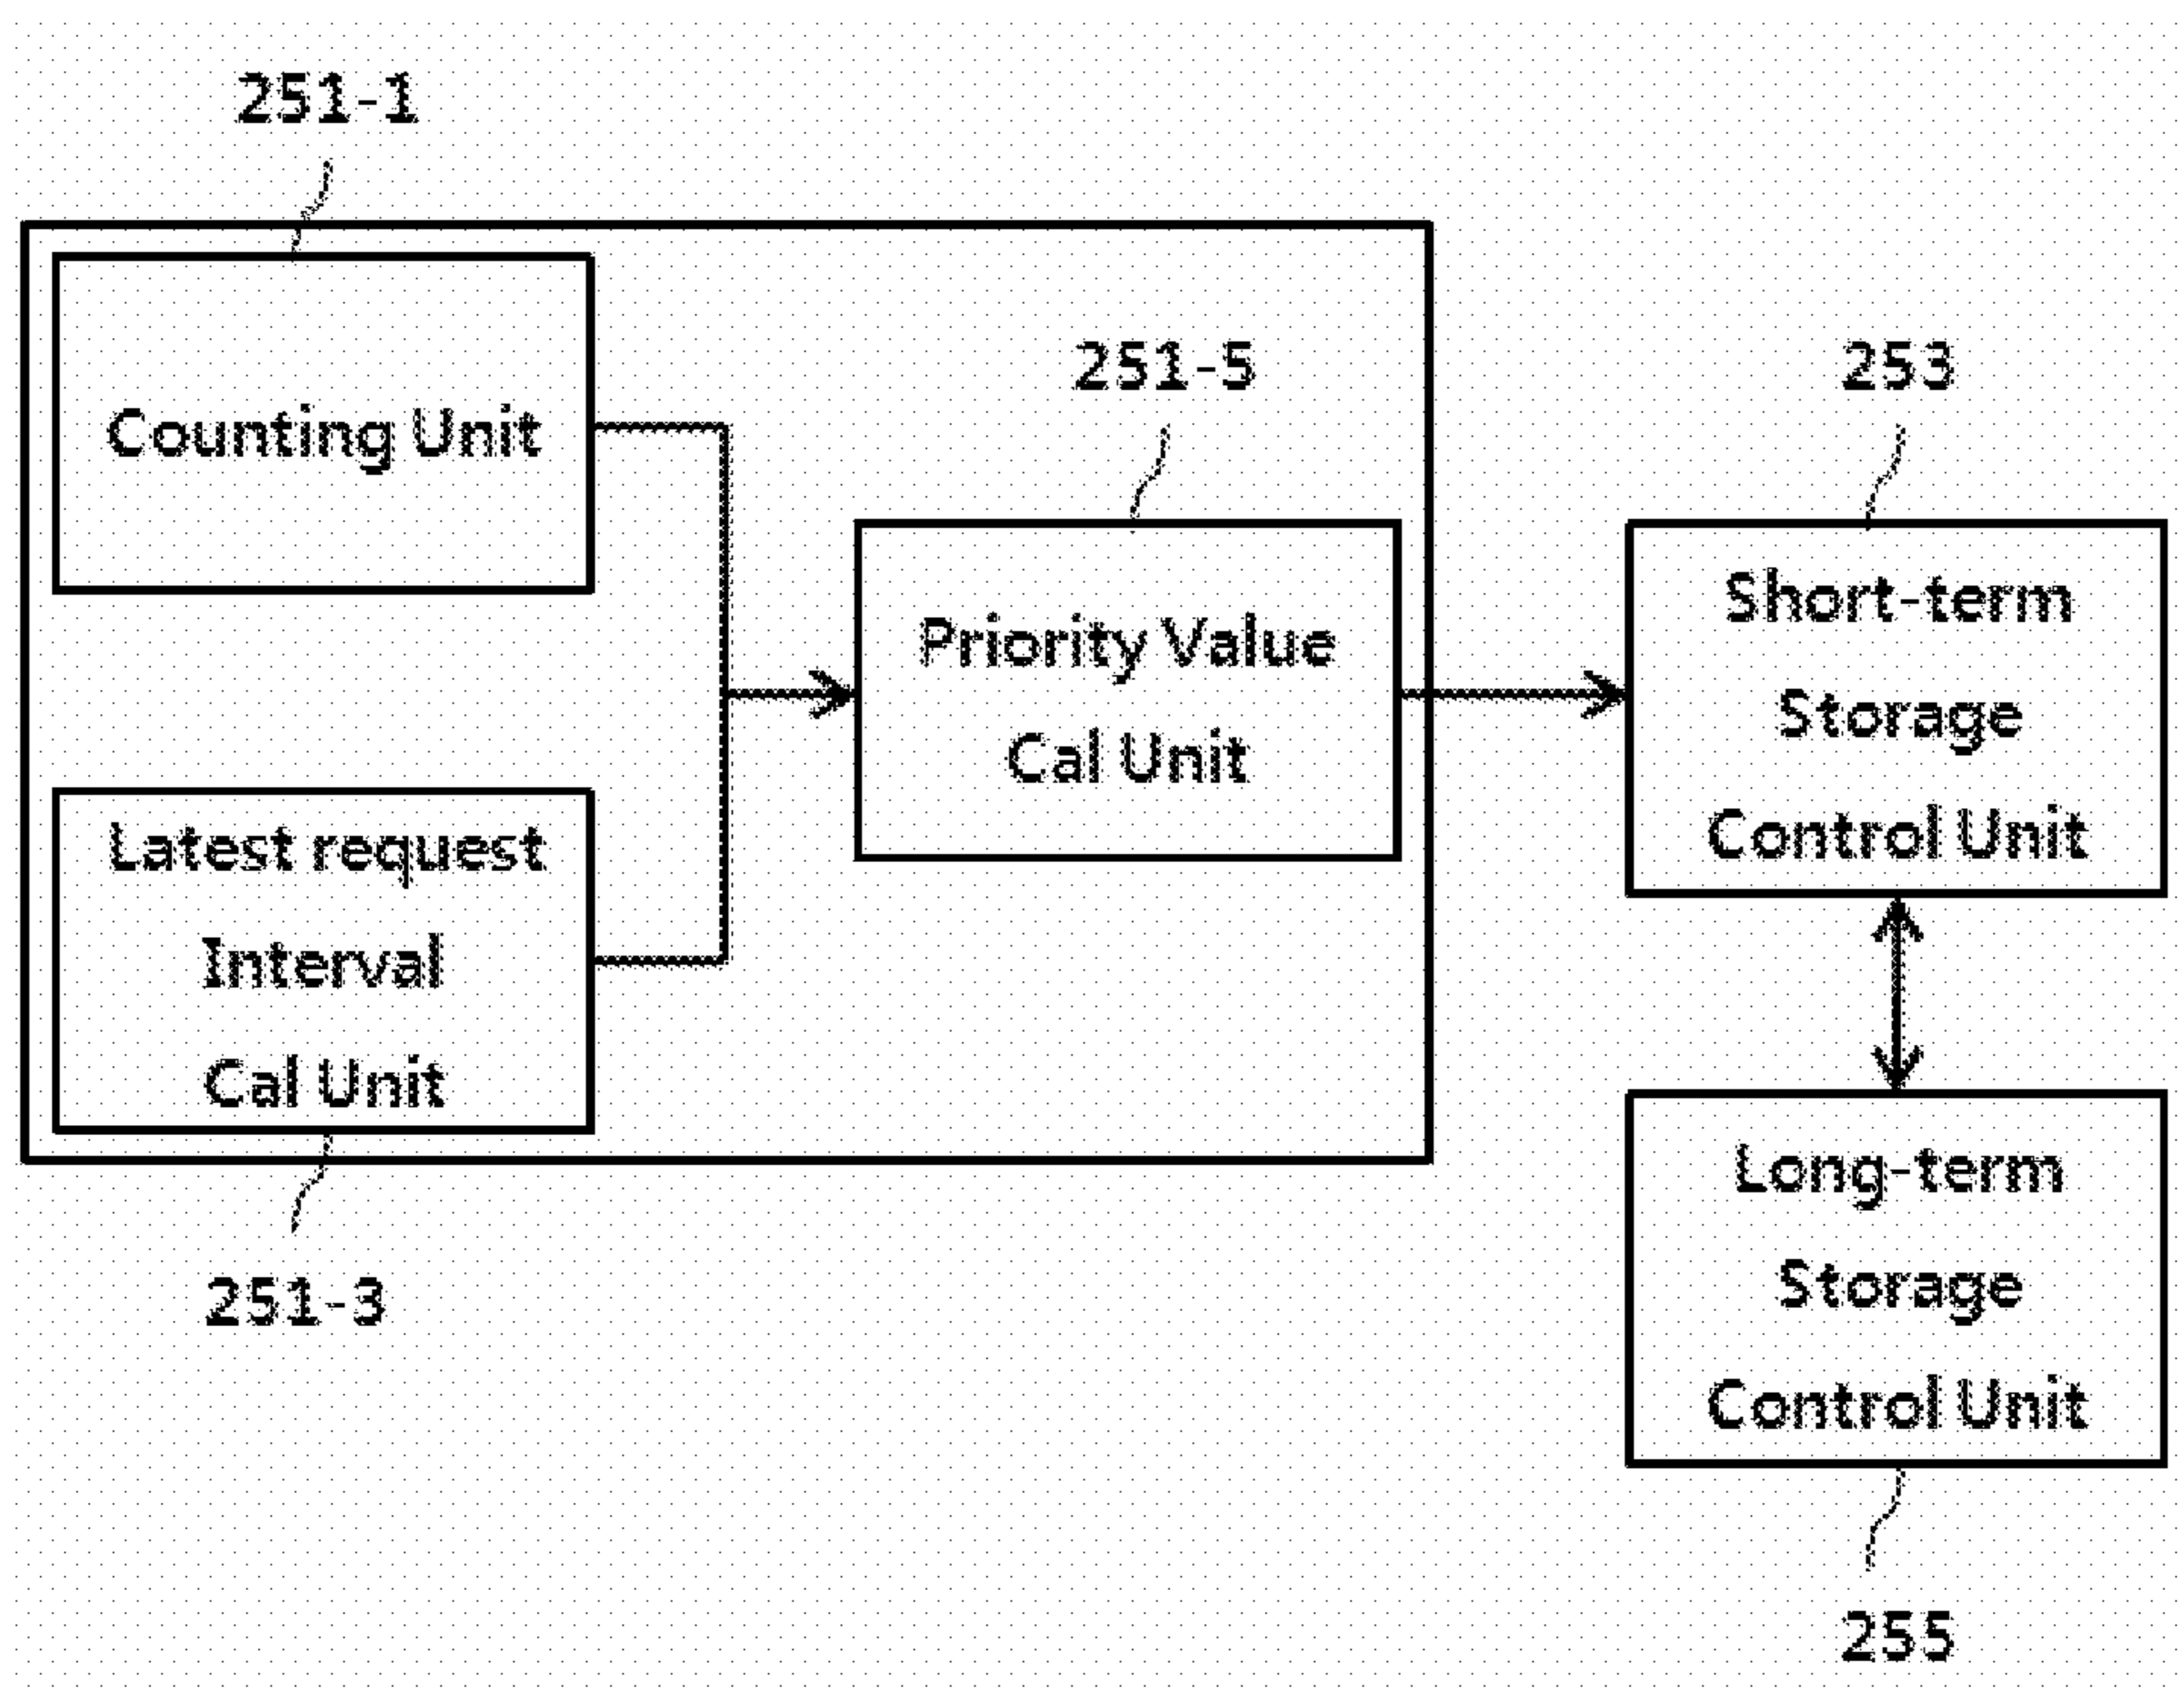 251-1
Counting Unit
251-5
Priority Value
Cal Unit
253
Short-term
Storage
Control Unit
Latest request
Interval
Cal Unit
251-3
Long-term
Storage
Control Unit
255